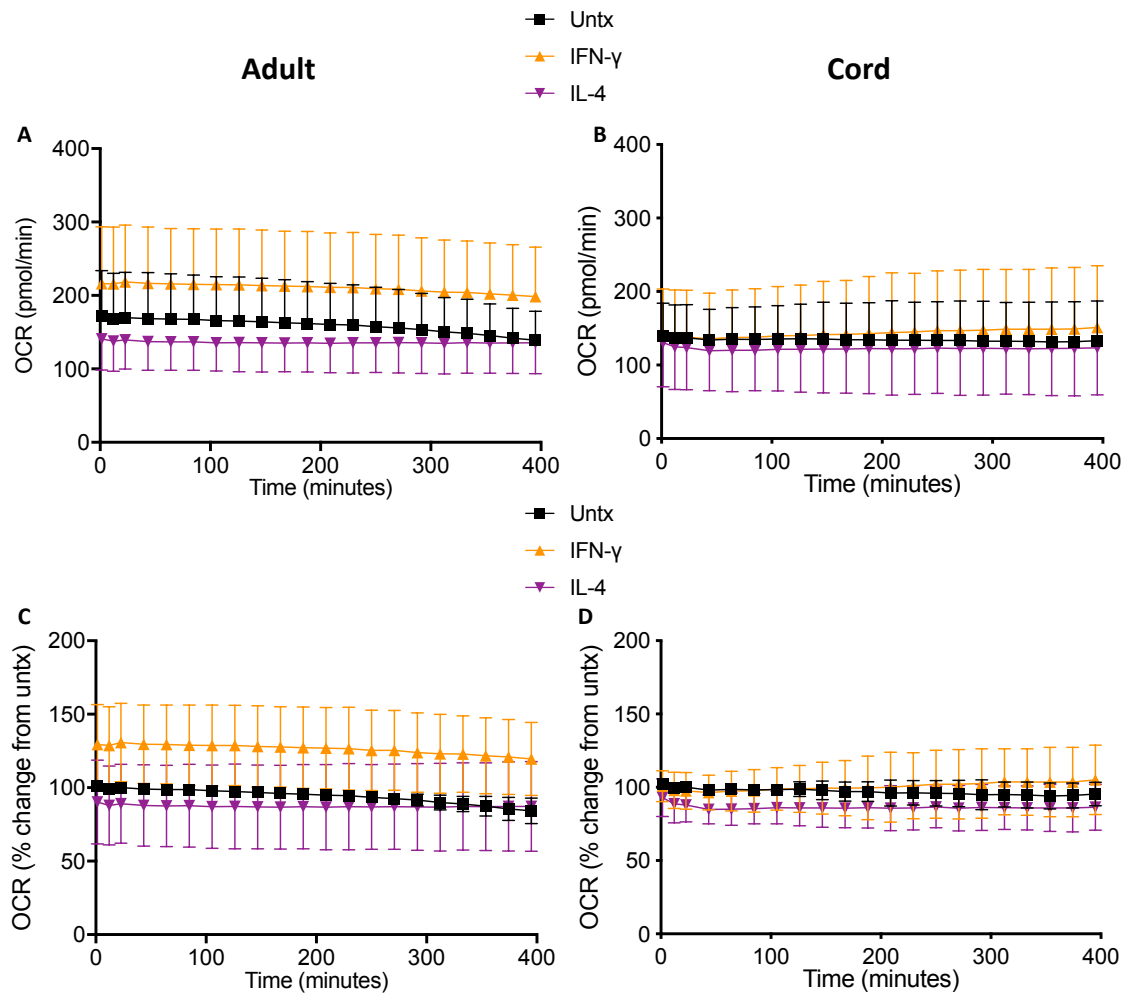 Untx
IFN-γ
IL-4
Adult
Cord
A
B
400
300
200
100
0
OCR (pmol/min)
0 100 200 300 400
Time (minutes)
400
300
200
100
0
OCR (pmol/min)
0 100 200 300 400
Time (minutes)
Untx
IFN-γ
IL-4
C
D
200
150
100
50
0
OCR (% change from untx)
0 100 200 300 400
Time (minutes)
200
150
100
50
0
OCR (% change from untx)
0 100 200 300 400
Time (minutes)